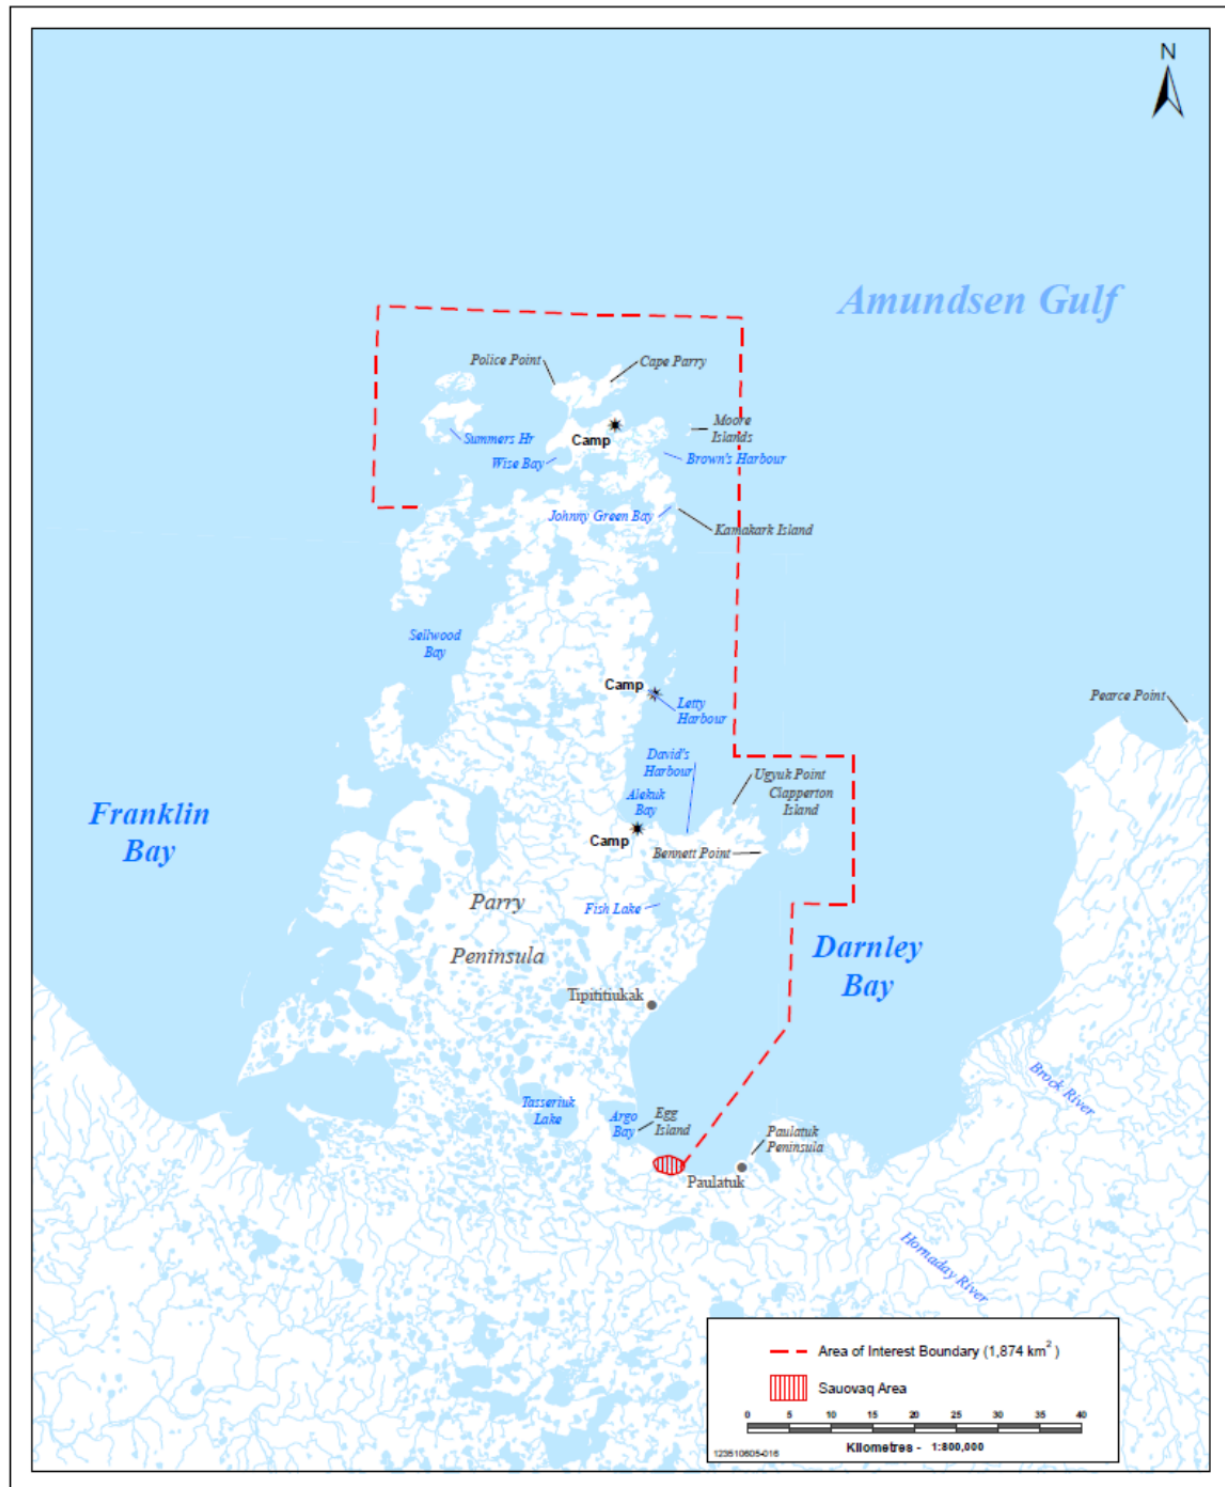 N
Amundsen Gulf
Police Point
Cape Parry
Moore
Islands
Summers Hr
Camp
Wise Bay
Brown's Harbour
Johnny Green Bay
Kamakark Island
Sellwood
Bay
Camp
Letty
Harbour
Pearce Point
David's
Harbour
Ugyuk Point
Clapperton
Island
Alekuk
Bay
Franklin
Bay
Camp
Bennett Point
Parry
Peninsula
Fish Lake
Darnley
Bay
Tipititiukak
Brock River
Tasseriuk
Lake
Argo
Bay
Egg
Island
Paulatuk
Peninsula
Paulatuk
Hornaday River
Area of Interest Boundary (1,874 km²)
Sauovaq Area
0 5 10 15 20 25 30 35 40
Kilometres - 1:800,000
123510605-016